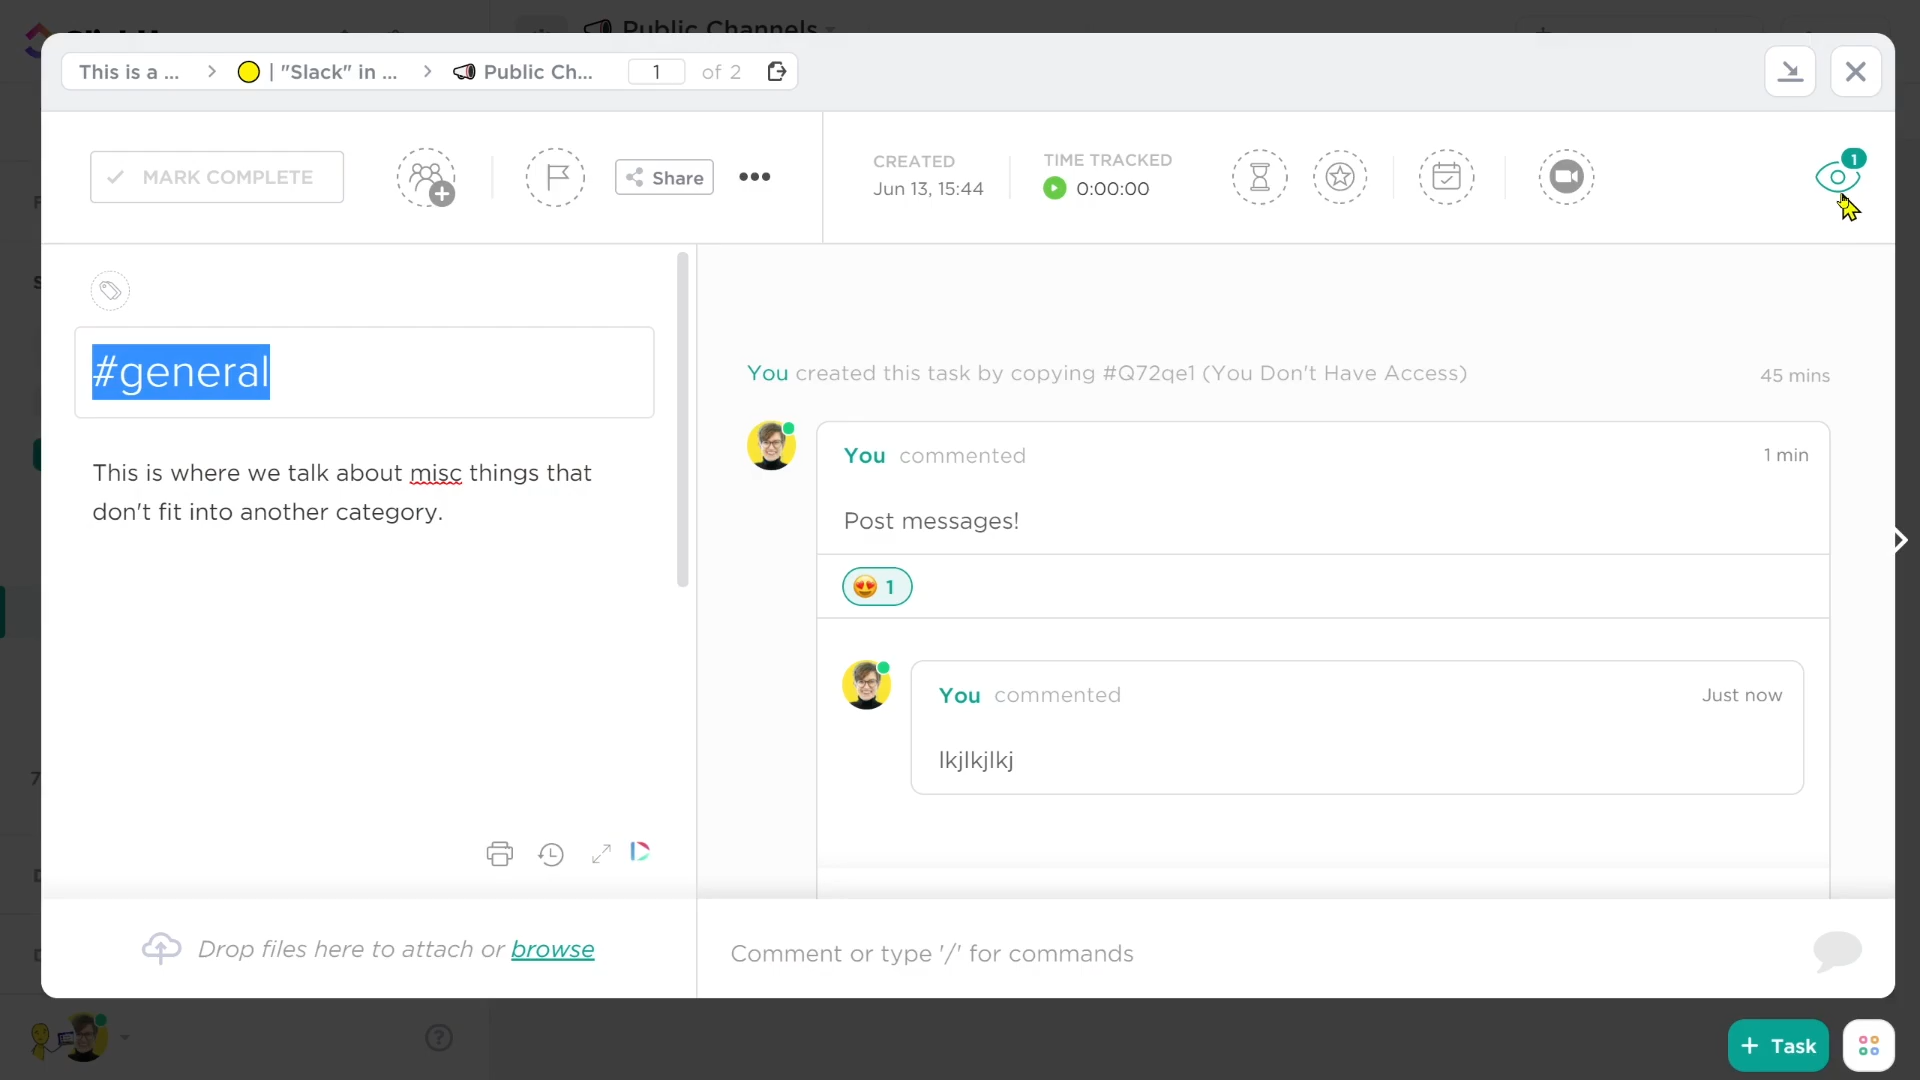 Public Channels
This is a ...
| "Slack" in ...
Public Ch...
1
of 2
MARK COMPLETE
Share
CREATED
Jun 13, 15:44
TIME TRACKED
0:00:00
1
#general
This is where we talk about misc things that
don't fit into another category.
You created this task by copying #Q72qe1 (You Don't Have Access)
45 mins
You commented
1 min
Post messages!
1
You commented
Just now
lkjlkjlkj
Drop files here to attach or browse
Comment or type '/' for commands
+ Task